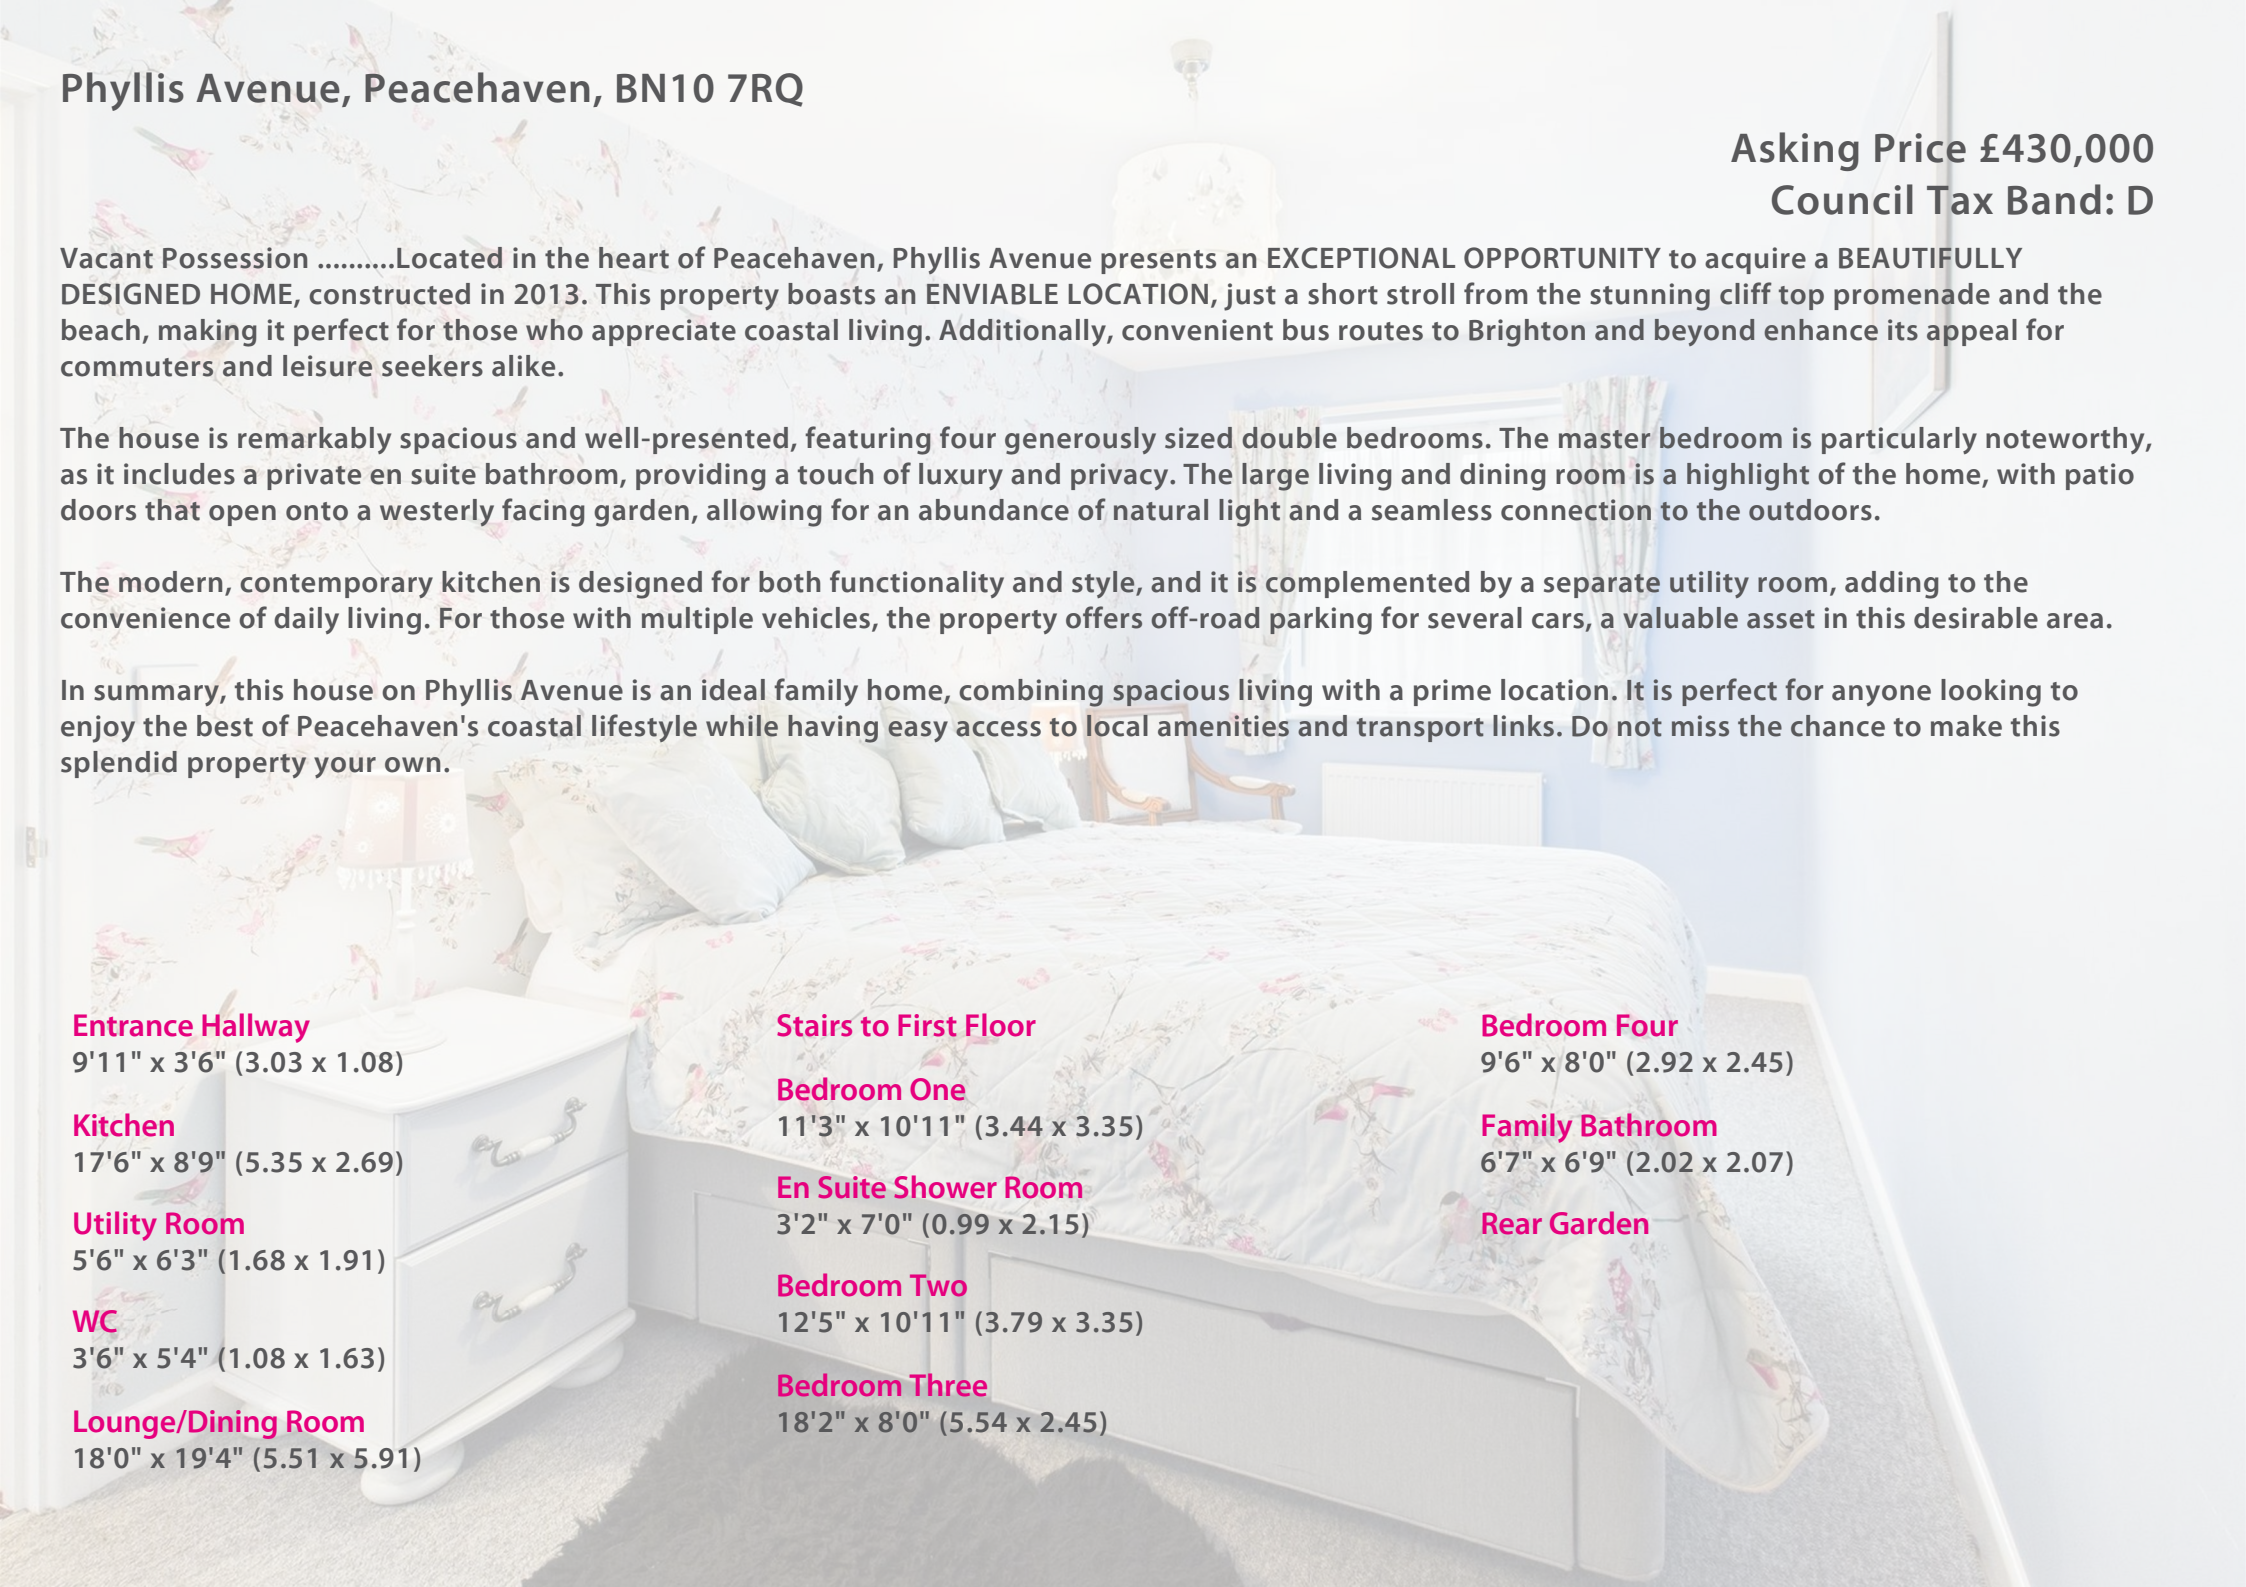 Phyllis Avenue, Peacehaven, BN10 7RQ
Asking Price £430,000
Council Tax Band: D
Vacant Possession ..........Located in the heart of Peacehaven, Phyllis Avenue presents an EXCEPTIONAL OPPORTUNITY to acquire a BEAUTIFULLY
DESIGNED HOME, constructed in 2013. This property boasts an ENVIABLE LOCATION, just a short stroll from the stunning cliff top promenade and the
beach, making it perfect for those who appreciate coastal living. Additionally, convenient bus routes to Brighton and beyond enhance its appeal for
commuters and leisure seekers alike.
The house is remarkably spacious and well-presented, featuring four generously sized double bedrooms. The master bedroom is particularly noteworthy,
as it includes a private en suite bathroom, providing a touch of luxury and privacy. The large living and dining room is a highlight of the home, with patio
doors that open onto a westerly facing garden, allowing for an abundance of natural light and a seamless connection to the outdoors.
The modern, contemporary kitchen is designed for both functionality and style, and it is complemented by a separate utility room, adding to the
convenience of daily living. For those with multiple vehicles, the property offers off-road parking for several cars, a valuable asset in this desirable area.
In summary, this house on Phyllis Avenue is an ideal family home, combining spacious living with a prime location. It is perfect for anyone looking to
enjoy the best of Peacehaven's coastal lifestyle while having easy access to local amenities and transport links. Do not miss the chance to make this
splendid property your own.
Entrance Hallway
9'11" x 3'6" (3.03 x 1.08)
Kitchen
17'6" x 8'9" (5.35 x 2.69)
Utility Room
5'6" x 6'3" (1.68 x 1.91)
WC
3'6" x 5'4" (1.08 x 1.63)
Lounge/Dining Room
18'0" x 19'4" (5.51 x 5.91)
Stairs to First Floor
Bedroom One
11'3" x 10'11" (3.44 x 3.35)
En Suite Shower Room
3'2" x 7'0" (0.99 x 2.15)
Bedroom Two
12'5" x 10'11" (3.79 x 3.35)
Bedroom Three
18'2" x 8'0" (5.54 x 2.45)
Bedroom Four
9'6" x 8'0" (2.92 x 2.45)
Family Bathroom
6'7" x 6'9" (2.02 x 2.07)
Rear Garden